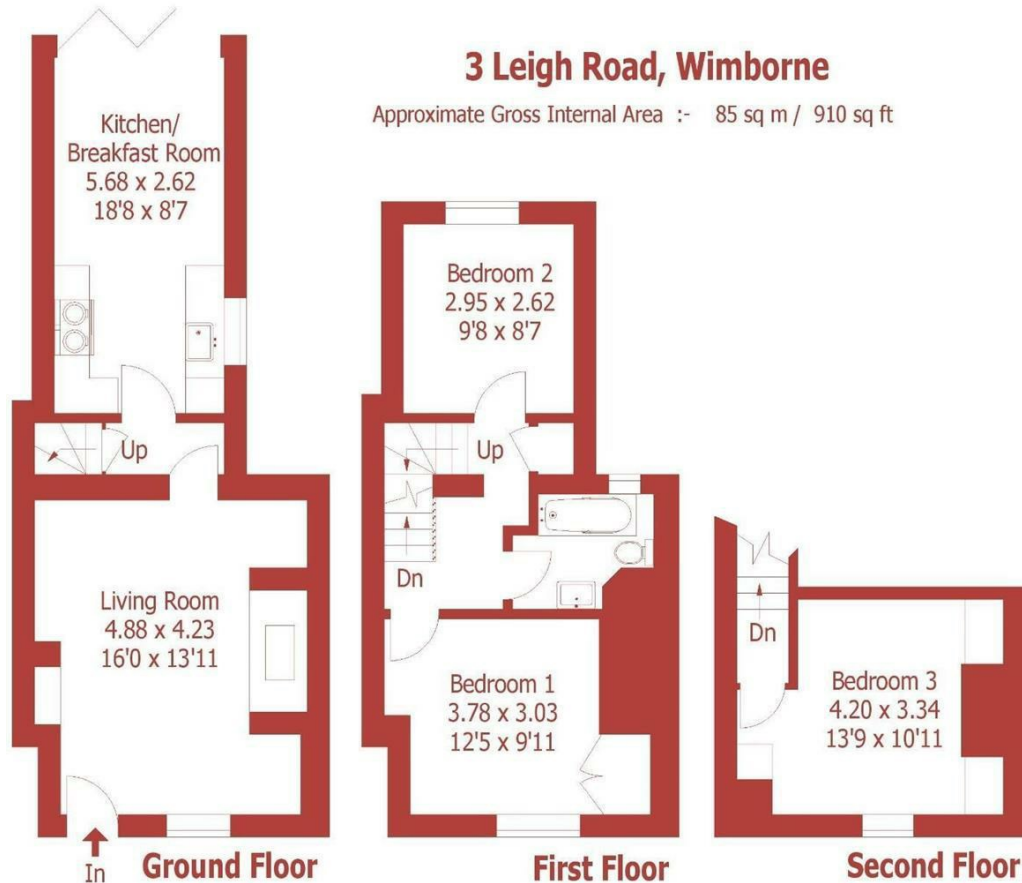 3 Leigh Road, Wimborne
Approximate Gross Internal Area :- 85 sq m / 910 sq ft
Kitchen/
Breakfast Room
5.68 x 2.62
18'8 x 8'7
Up
Living Room
4.88 x 4.23
16'0 x 13'11
In
Ground Floor
Bedroom 2
2.95 x 2.62
9'8 x 8'7
Up
Dn
Bedroom 1
3.78 x 3.03
12'5 x 9'11
First Floor
Dn
Bedroom 3
4.20 x 3.34
13'9 x 10'11
Second Floor